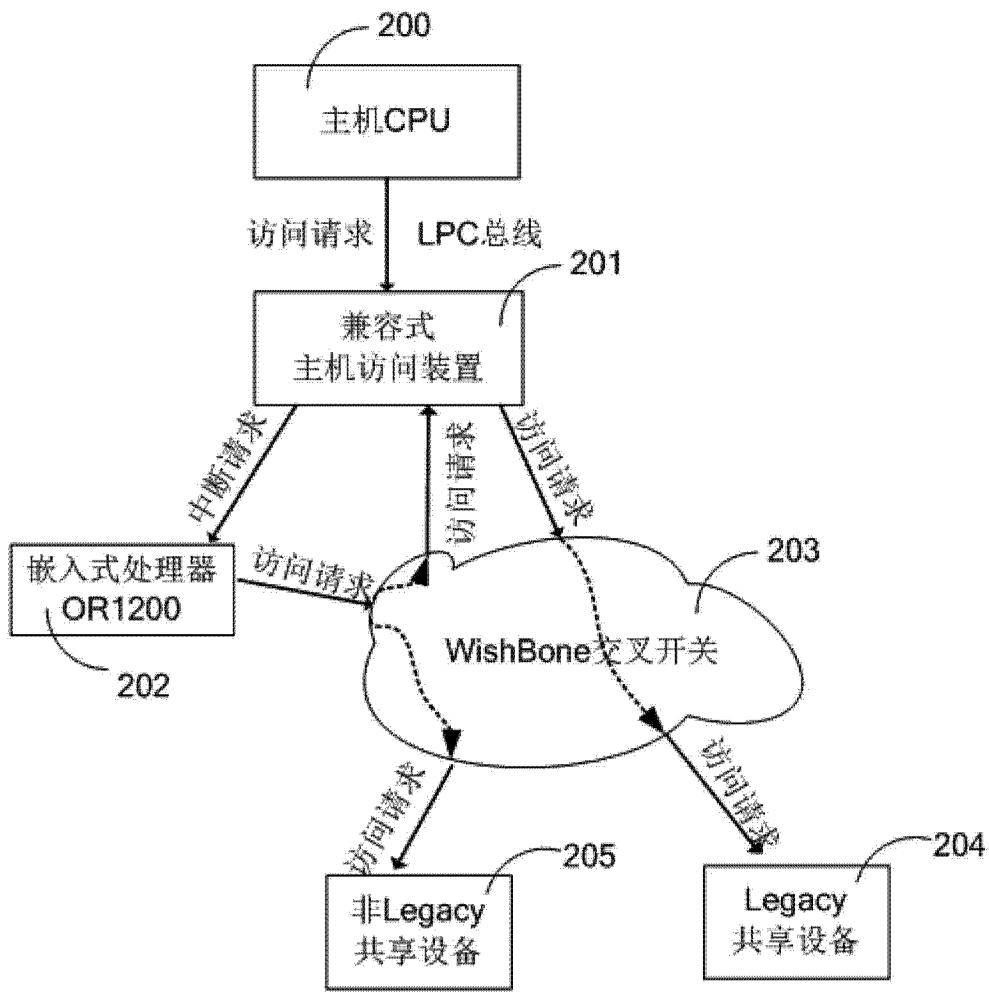 200
主机CPU
访问请求
LPC总线
201
兼容式
主机访问装置
中断请求
访问请求
访问请求
嵌入式处理器
OR1200
访问请求
202
203
WishBone交叉开关
访问请求
访问请求
205
204
非Legacy
共享设备
Legacy
共享设备